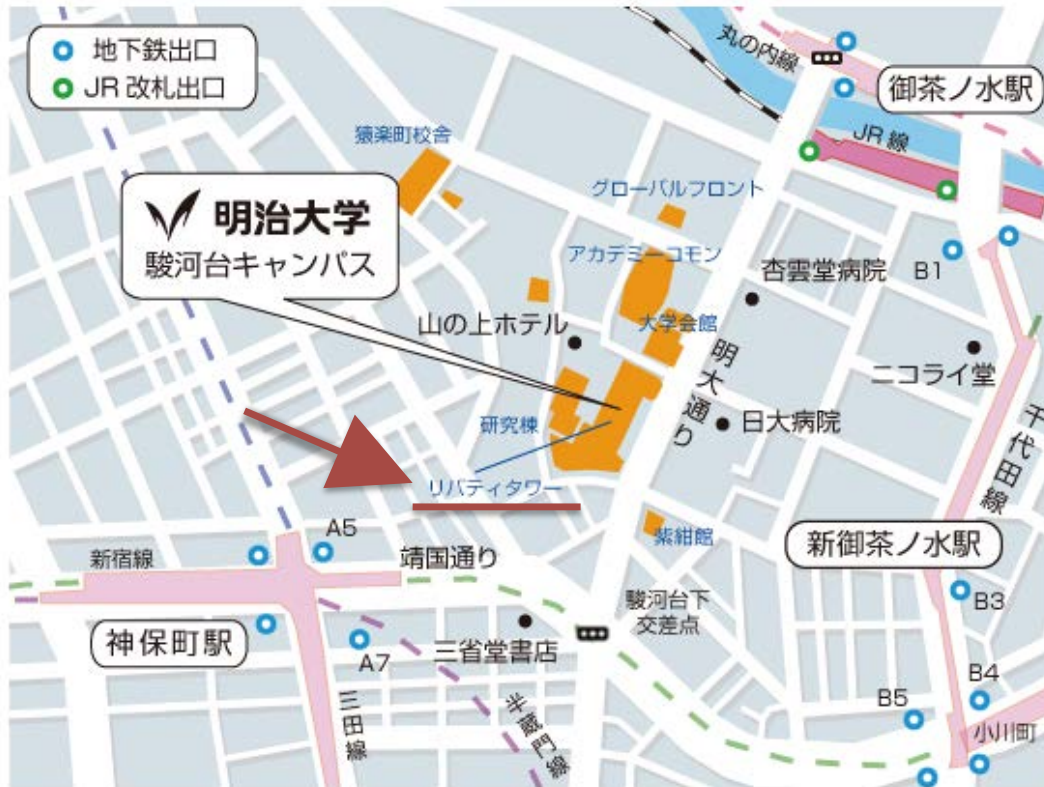 地下鉄出口
JR 改札出口
丸の内線
御茶ノ水駅
JR 線
猿楽町校舎
グローバルフロント
明治大学
駿河台キャンパス
アカデミーコモン
杏雲堂病院
B1
大学会館
山の上ホテル
明大通り
ニコライ堂
日大病院
千代田線
研究棟
リバティタワー
紫紺館
新御茶ノ水駅
A5
新宿線
靖国通り
駿河台下
交差点
B3
神保町駅
A7
三省堂書店
B4
B5
三田線
半蔵門線
小川町